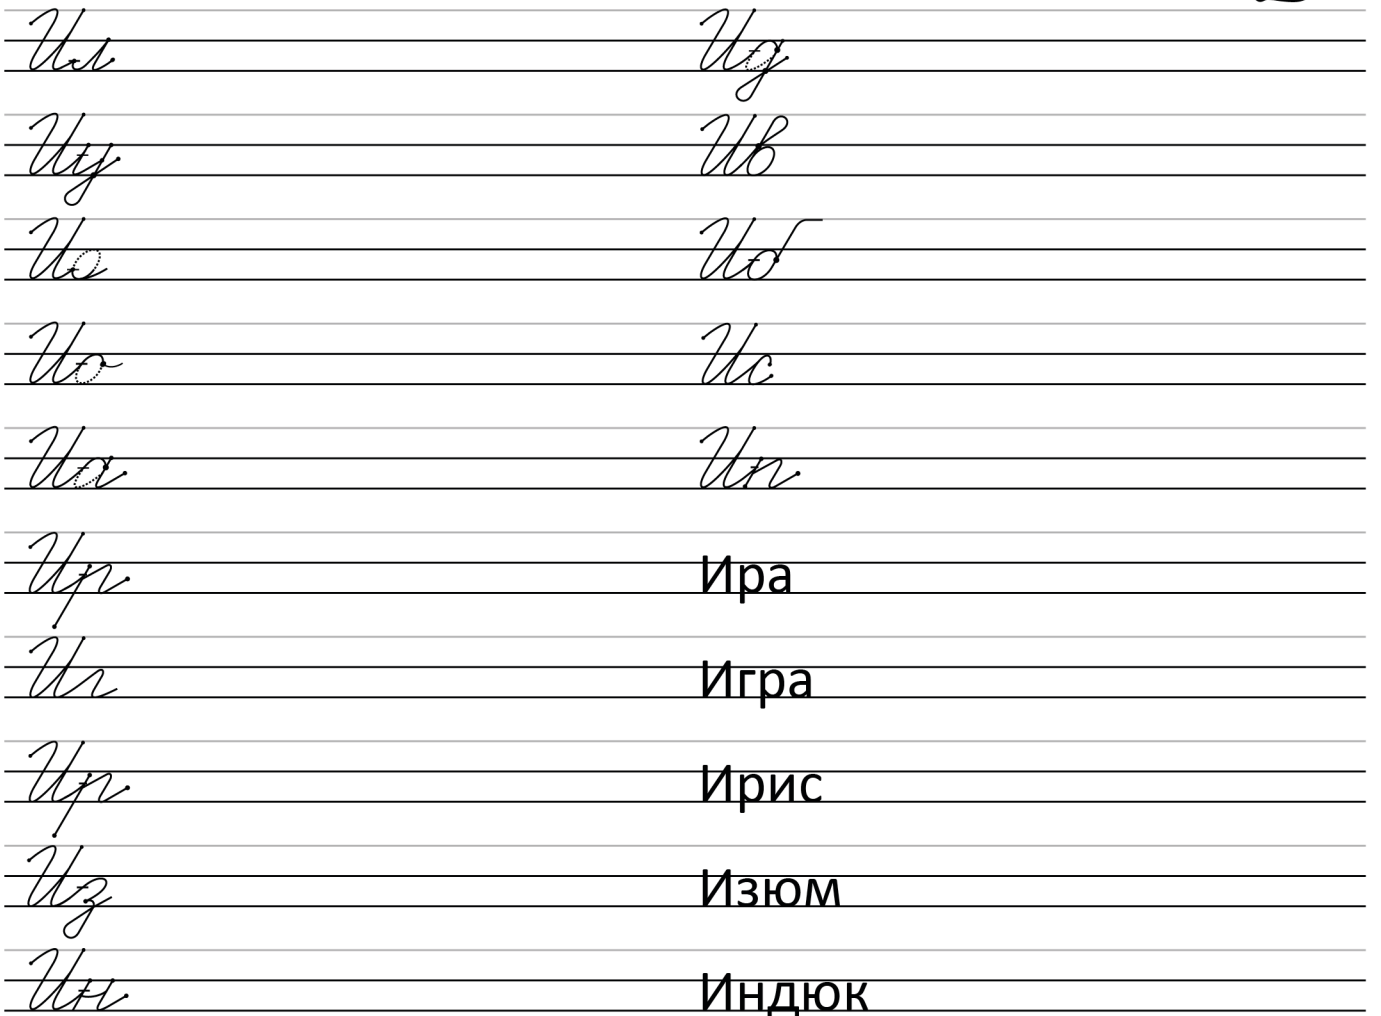 Ил Ид
Иу Ив
Ие Иб
Ио Ис
Иа Ип
Ир Ира
Иг Игра
Ир Ирис
Из Изюм
Ин Индюк